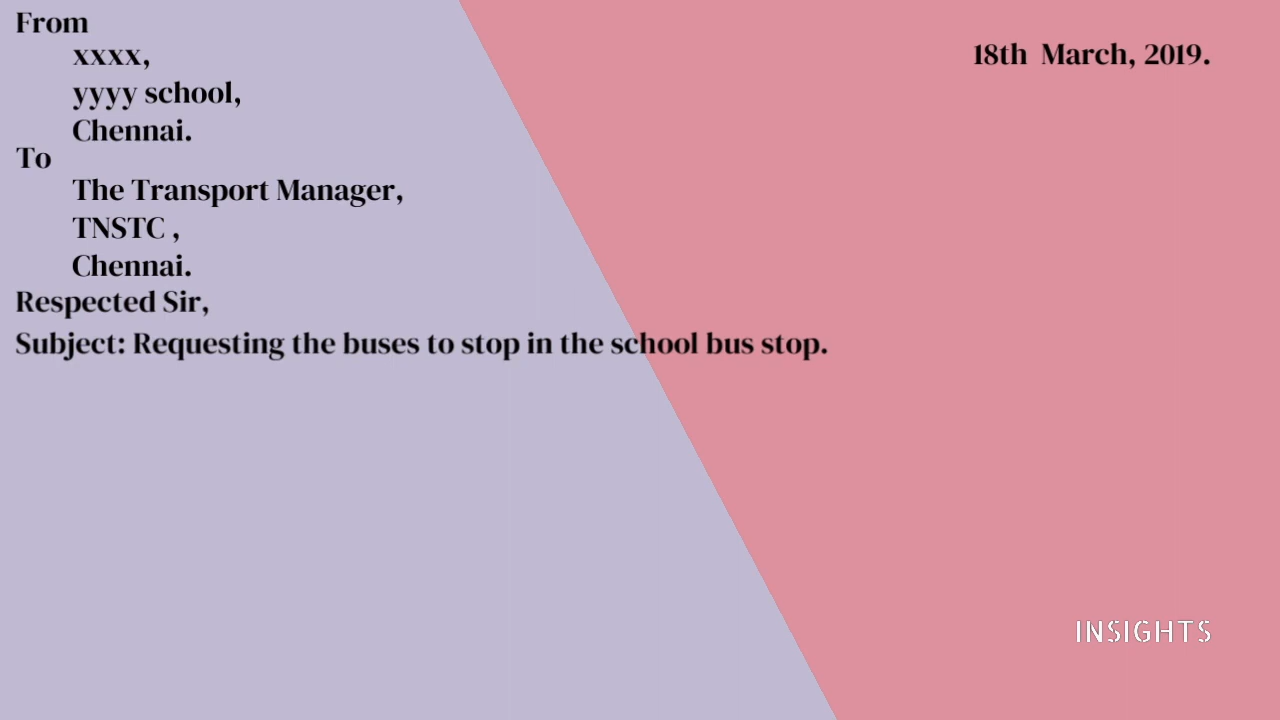 From
xxxx,
18th March, 2019.
yyyy school,
Chennai.
To
The Transport Manager,
TNSTC ,
Chennai.
Respected Sir,
Subject: Requesting the buses to stop in the school bus stop.
INSIGHTS